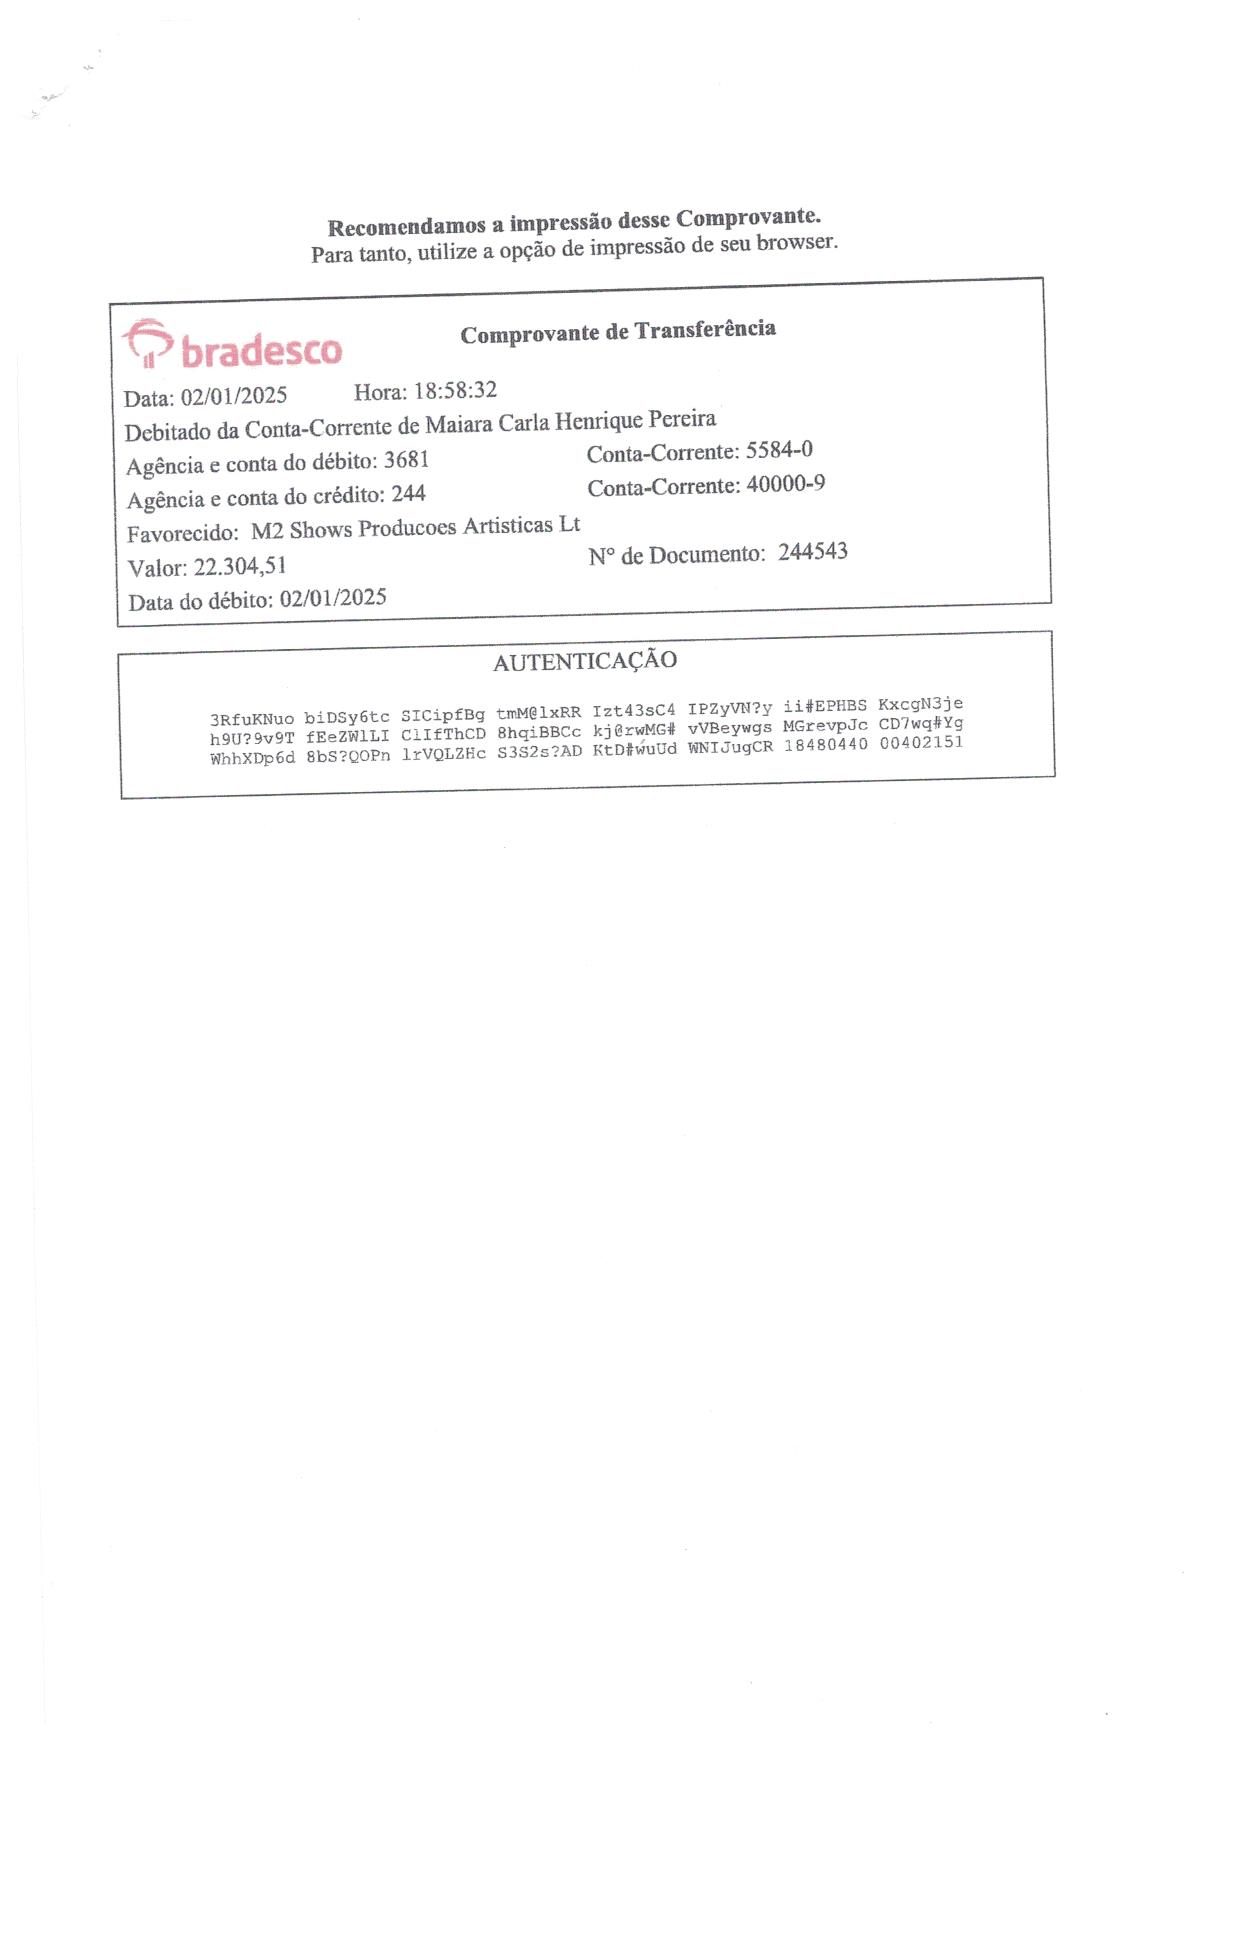 Recomendamos a impressão desse Comprovante.
Para tanto, utilize a opção de impressão de seu browser.
bradesco
Comprovante de Transferência
Data: 02/01/2025 Hora: 18:58:32
Debitado da Conta-Corrente de Maiara Carla Henrique Pereira
Agência e conta do débito: 3681 Conta-Corrente: 5584-0
Agência e conta do crédito: 244 Conta-Corrente: 40000-9
Favorecido: M2 Shows Producoes Artisticas Lt
Valor: 22.304,51 Nº de Documento: 244543
Data do débito: 02/01/2025
AUTENTICAÇÃO
3RfuKNuo biDSy6tc SICipfBg tmM@lxRR Izt43sC4 IPZyVN?y ii#EPHBS KxcgN3je
h9U?9v9T fEeZWlLI ClIfThCD 8hqiBBCc kj@rwMG# vVBeywgs MGrevpJc CD7wq#Yg
WhhXDp6d 8bS?QOPn lrVQLZHc S3S2s?AD KtD#wuUd WNIJugCR 18480440 00402151